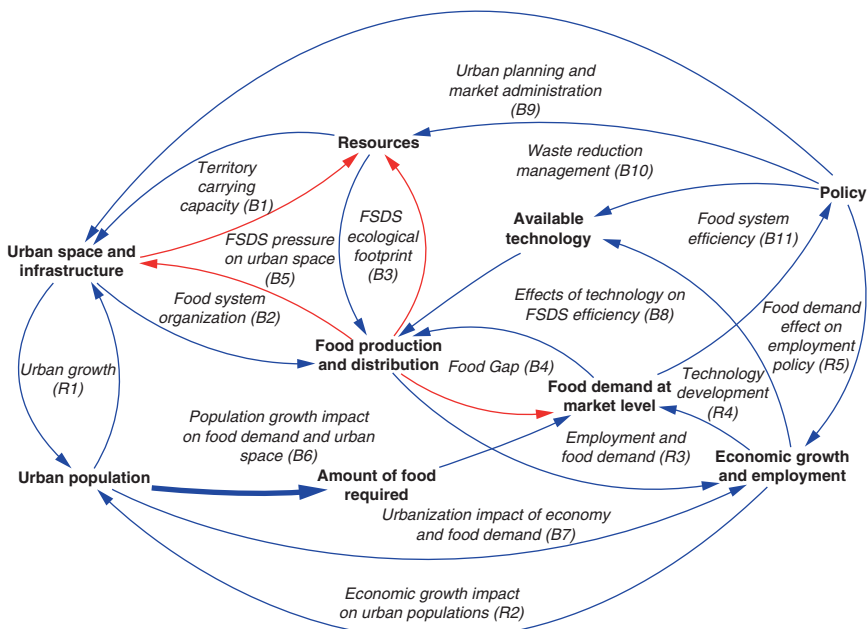 Urban planning and
market administration
(B9)
Resources
Waste reduction
management (B10)
Policy
Territory
carrying
capacity (B1)
Available
technology
Food system
efficiency (B11)
Urban space and
infrastructure
FSDS pressure
on urban space
(B5)
FSDS
ecological
footprint
(B3)
Food system
organization (B2)
Effects of technology on
FSDS efficiency (B8)
Food demand
effect on
employment
policy (R5)
Food production
and distribution
Urban growth
(R1)
Food Gap (B4)
Food demand at
market level
Technology
development
(R4)
Population growth impact
on food demand and urban
space (B6)
Employment and
food demand (R3)
Economic growth
and employment
Urban population
Amount of food
required
Urbanization impact of economy
and food demand (B7)
Economic growth impact
on urban populations (R2)